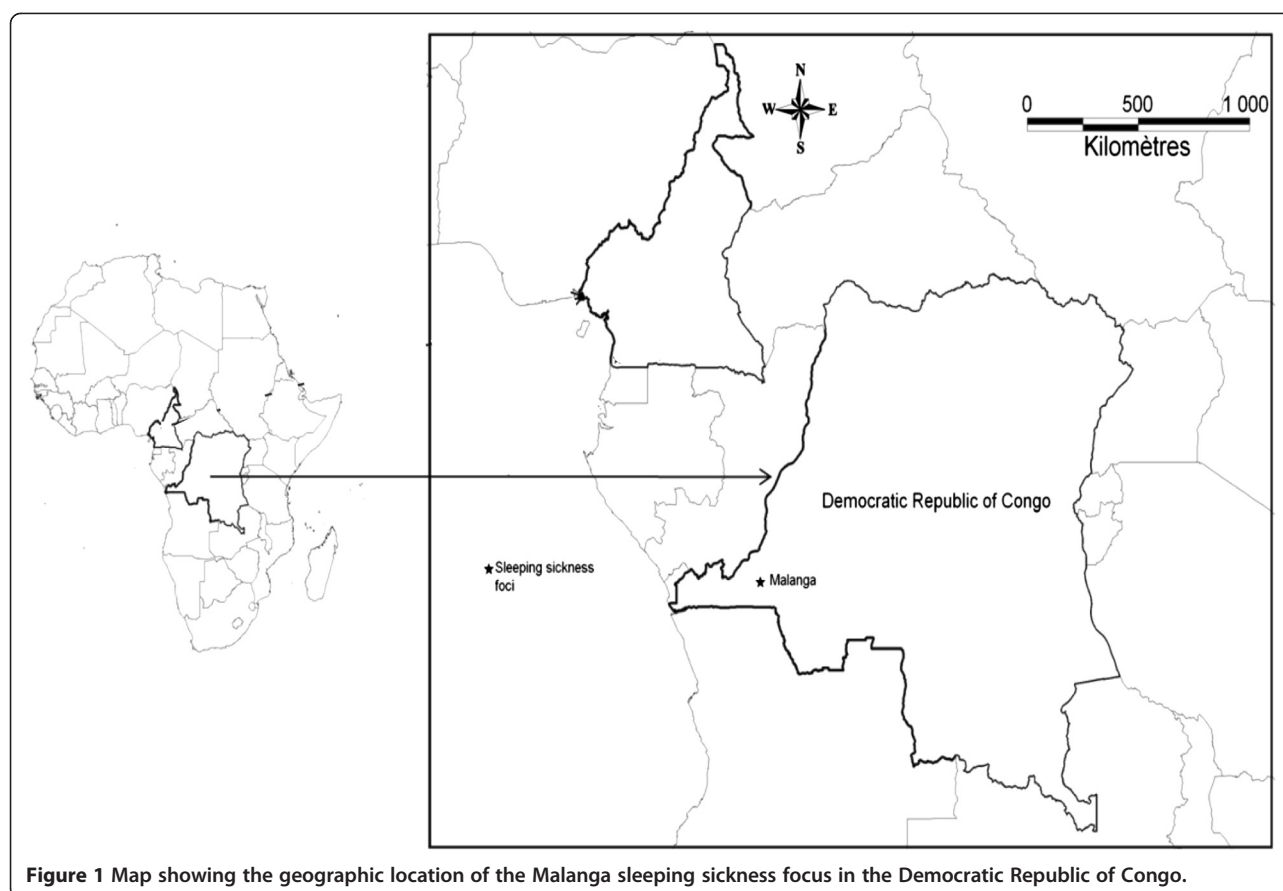 N
W E
S
0 500 1 000
Kilomètres
Democratic Republic of Congo
Sleeping sickness
foci
Malanga
Figure 1 Map showing the geographic location of the Malanga sleeping sickness focus in the Democratic Republic of Congo.